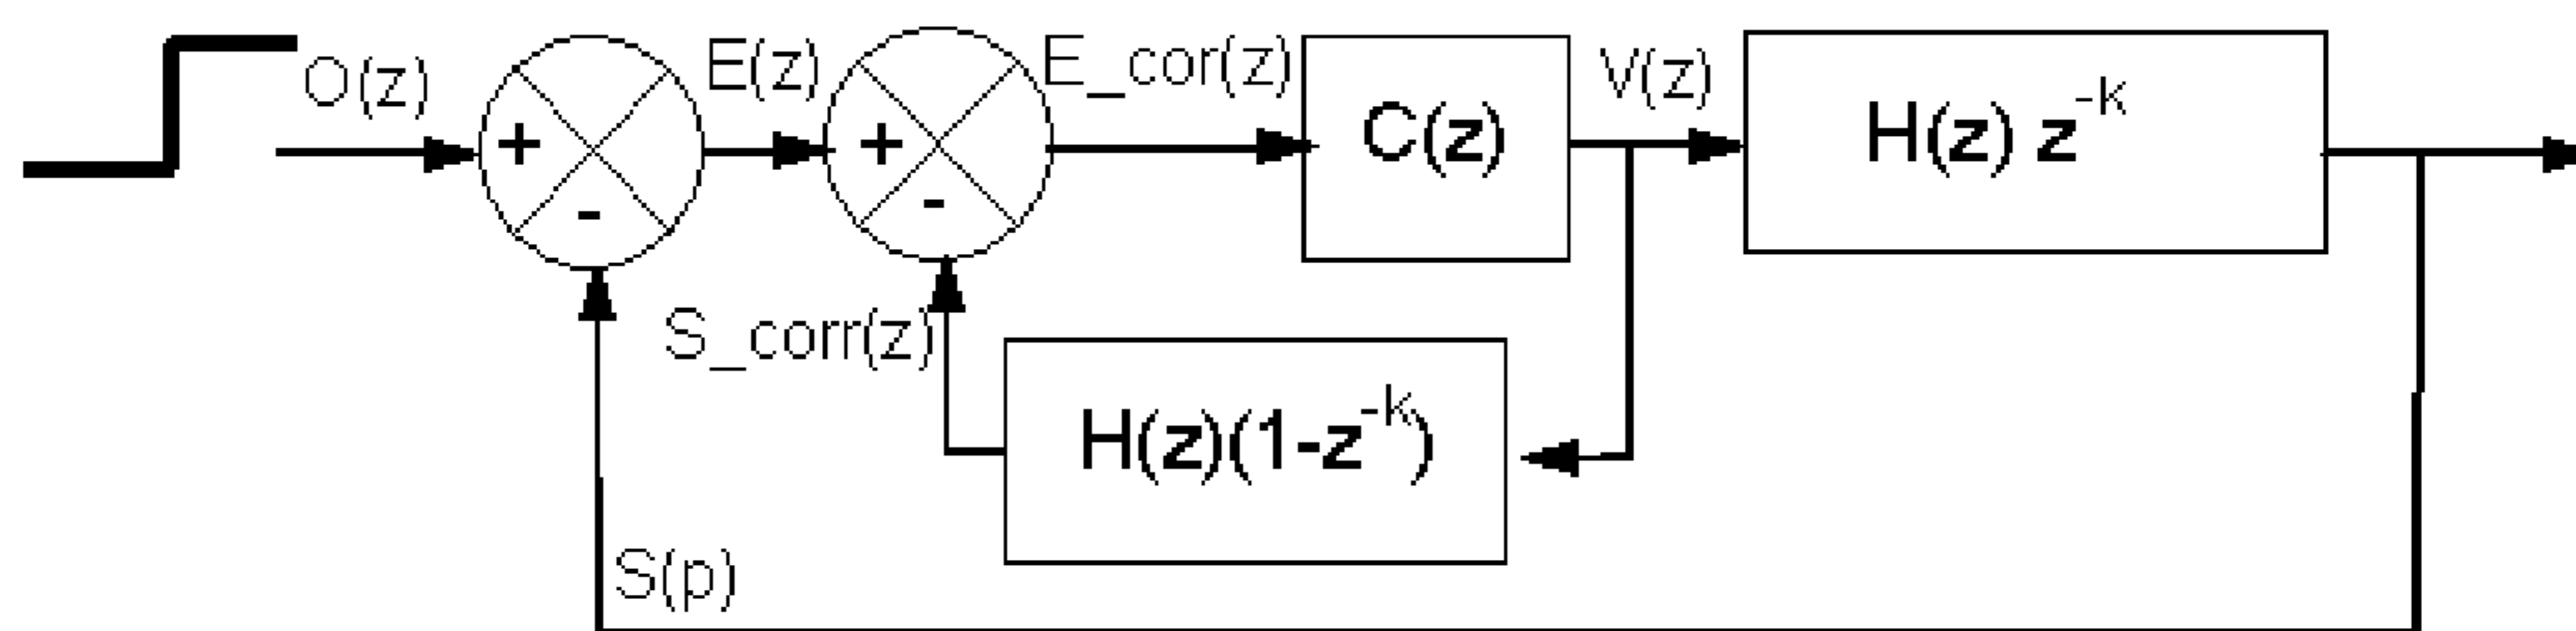 O(z)
+
-
E(z)
+
-
E_cor(z)
C(z)
V(z)
H(z) z^-k
S_corr(z)
H(z)(1-z^-k)
S(p)